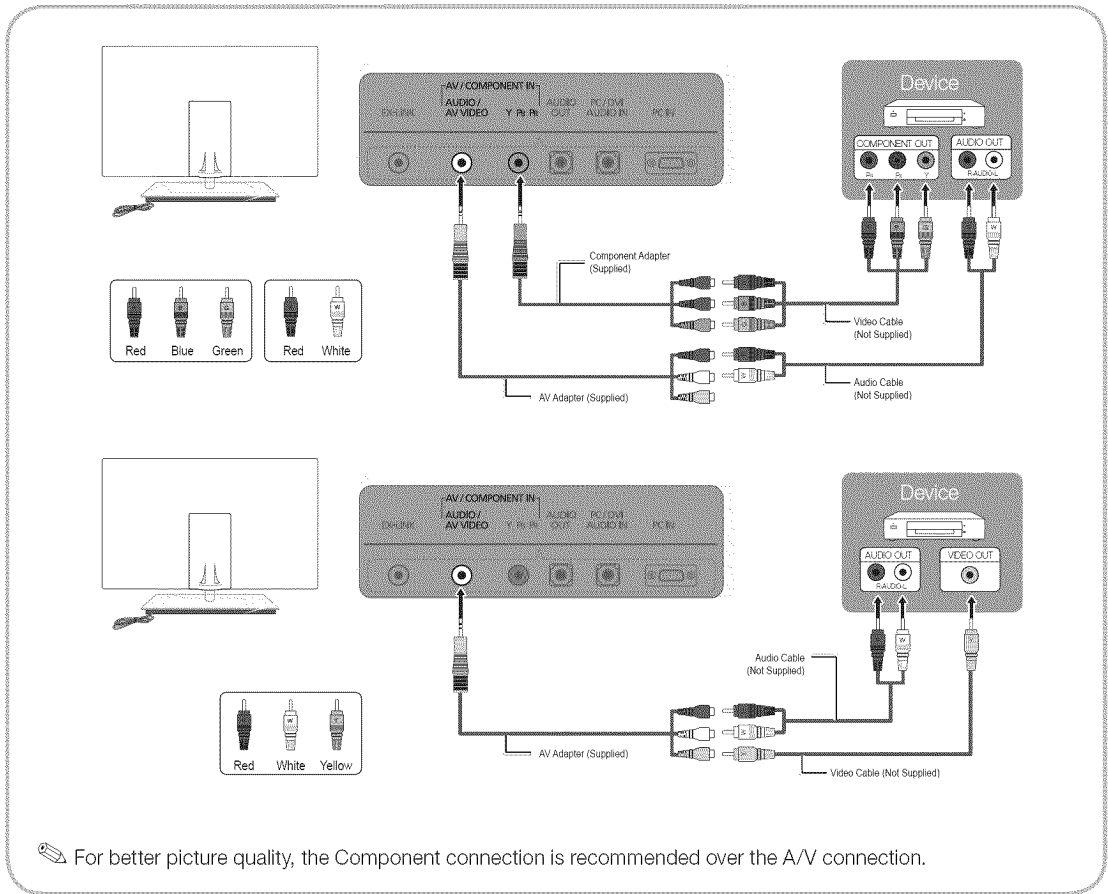 AV / COMPONENT IN
EX-LINK
AUDIO /
AV VIDEO
Y PB PR
AUDIO
OUT
PC / DVI
AUDIO IN
PC IN
Device
COMPONENT OUT
AUDIO OUT
PR
PB
Y
R-AUDIO-L
W
Component Adapter
(Supplied)
R
B
G
R
W
Red
Blue
Green
Red
White
Video Cable
(Not Supplied)
Audio Cable
(Not Supplied)
AV Adapter (Supplied)
AV / COMPONENT IN
EX-LINK
AUDIO /
AV VIDEO
Y PB PR
AUDIO
OUT
PC / DVI
AUDIO IN
PC IN
Device
AUDIO OUT
VIDEO OUT
R-AUDIO-L
W
Y
Audio Cable
(Not Supplied)
R
W
Y
Red
White
Yellow
AV Adapter (Supplied)
Video Cable (Not Supplied)
For better picture quality, the Component connection is recommended over the A/V connection.